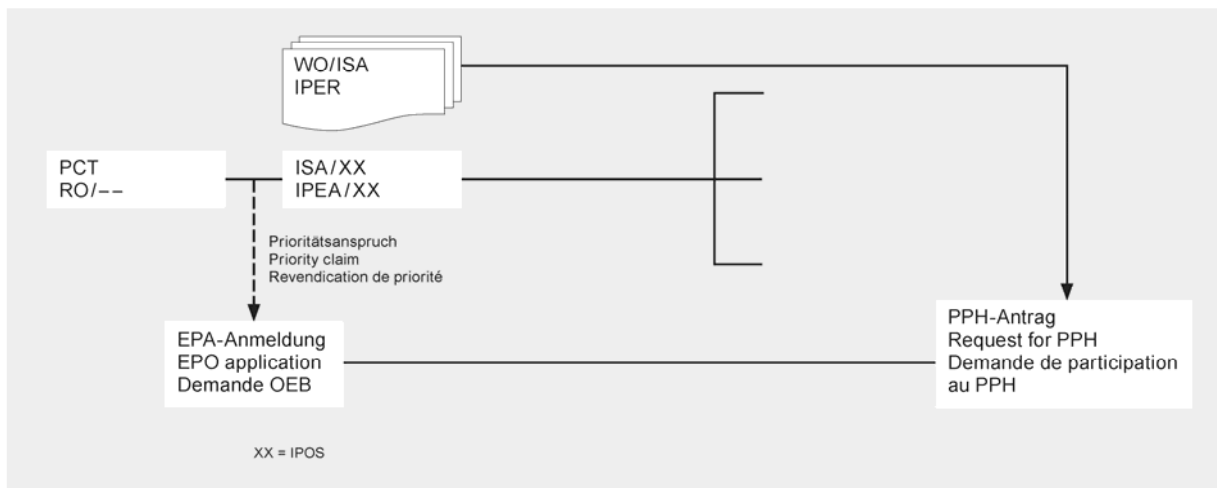 WO/ISA
IPER
PCT
RO/––
ISA/XX
IPEA/XX
Prioritätsanspruch
Priority claim
Revendication de priorité
EPA-Anmeldung
EPO application
Demande OEB
PPH-Antrag
Request for PPH
Demande de participation
au PPH
XX = IPOS